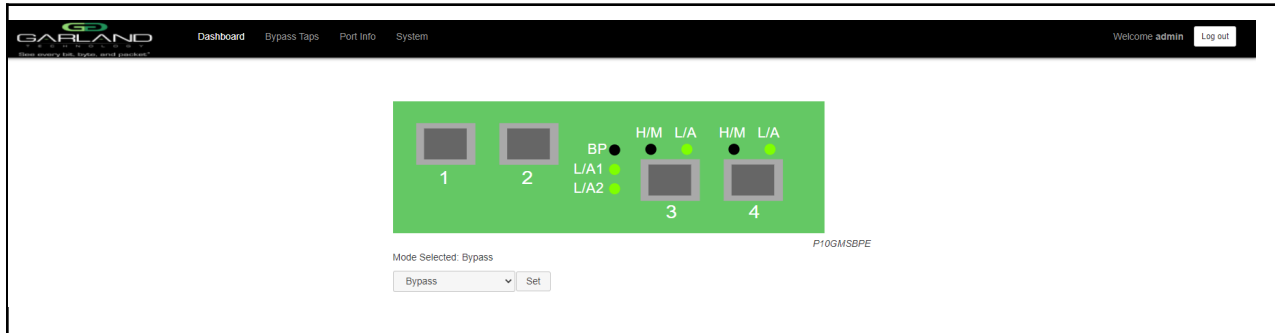 GARLAND
TECHNOLOGY
See every bit, byte, and packet®
Dashboard Bypass Taps Port Info System
Welcome admin Log out
H/M L/A H/M L/A
BP
L/A1
L/A2
1 2
3 4
P10GMSBPE
Mode Selected: Bypass
Bypass Set